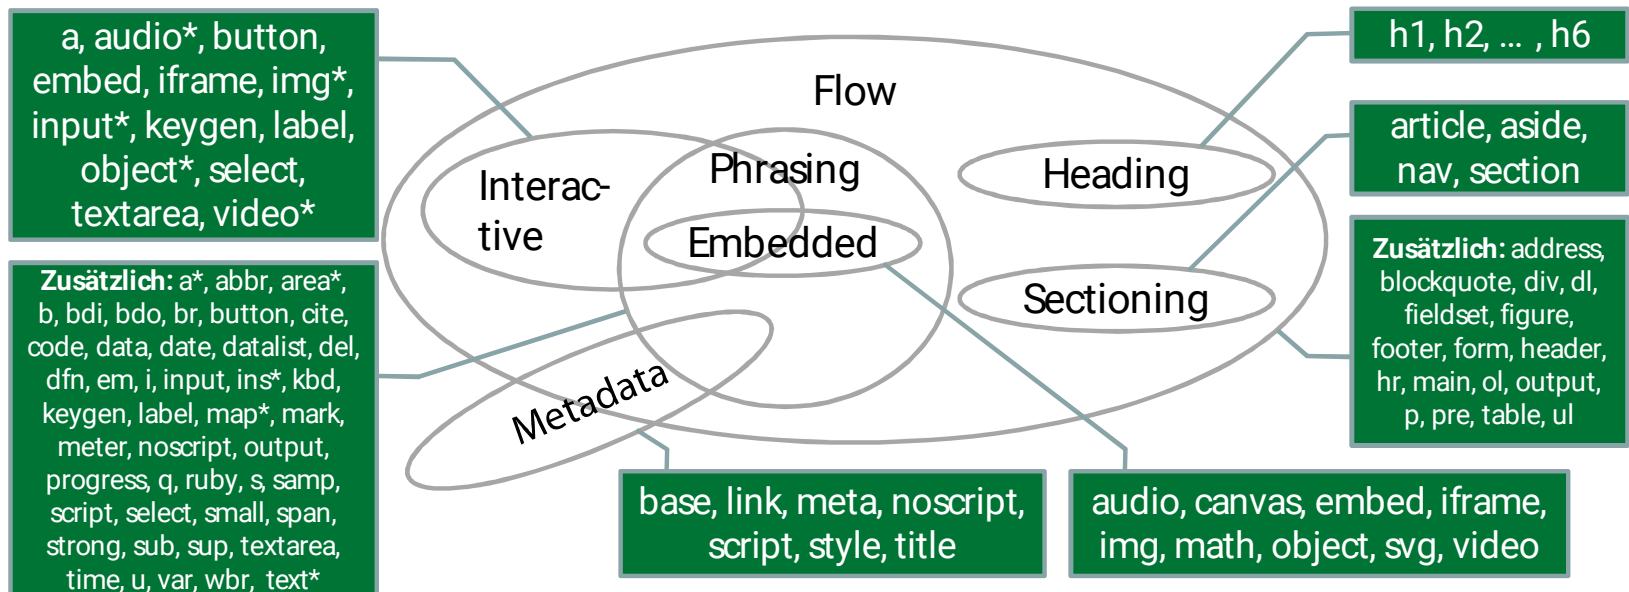 a, audio*, button,
embed, iframe, img*,
input*, keygen, label,
object*, select,
textarea, video*
Zusätzlich: a*, abbr, area*,
b, bdi, bdo, br, button, cite,
code, data, date, datalist, del,
dfn, em, i, input, ins*, kbd,
keygen, label, map*, mark,
meter, noscript, output,
progress, q, ruby, s, samp,
script, select, small, span,
strong, sub, sup, textarea,
time, u, var, wbr, text*
Flow
Phrasing
Interac-
tive
Embedded
Metadata
Heading
Sectioning
h1, h2, ... , h6
article, aside,
nav, section
Zusätzlich: address,
blockquote, div, dl,
fieldset, figure,
footer, form, header,
hr, main, ol, output,
p, pre, table, ul
base, link, meta, noscript,
script, style, title
audio, canvas, embed, iframe,
img, math, object, svg, video